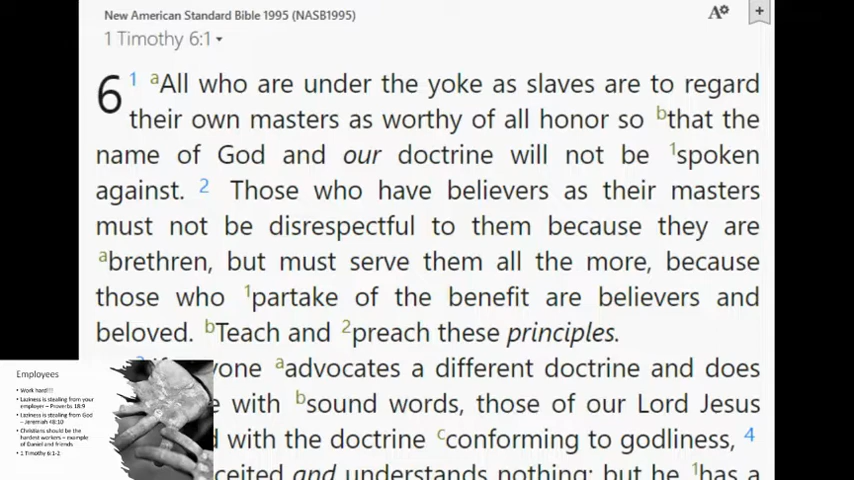 New American Standard Bible 1995 (NASB1995)
1 Timothy 6:1
6 1 aAll who are under the yoke as slaves are to regard
their own masters as worthy of all honor so bthat the
name of God and our doctrine will not be 1spoken
against. 2 Those who have believers as their masters
must not be disrespectful to them because they are
abrethren, but must serve them all the more, because
those who 1partake of the benefit are believers and
beloved. bTeach and 2preach these principles.
yone aadvocates a different doctrine and does
e with bsound words, those of our Lord Jesus
d with the doctrine cconforming to godliness, 4
ceited and understands nothing; but he 1has a
Employees
• Work hard!!!
• Laziness is stealing from your
employer – Proverbs 18:9
• Laziness is stealing from God
– Jeremiah 48:10
• Christians should be the
hardest workers – example
of Daniel and friends
• 1 Timothy 6:1-2